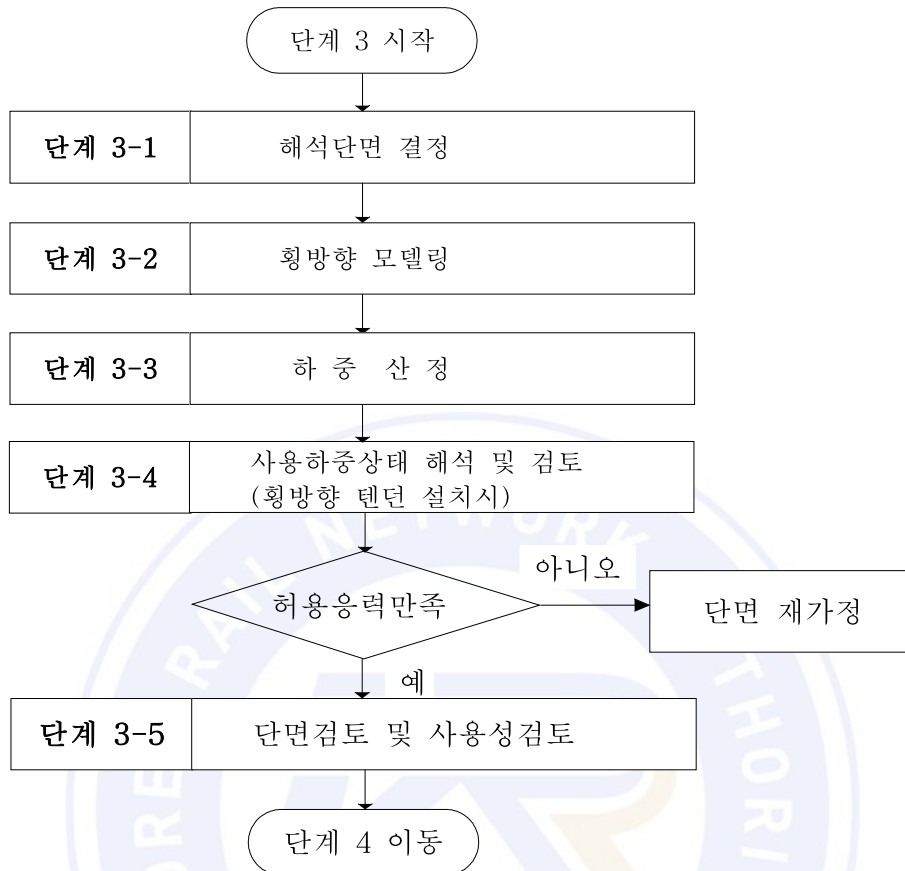 단계 3 시작
단계 3-1 해석단면 결정
단계 3-2 횡방향 모델링
단계 3-3 하 중 산 정
단계 3-4 사용하중상태 해석 및 검토
(횡방향 텐던 설치시)
허용응력만족
아니오
단면 재가정
예
단계 3-5 단면검토 및 사용성검토
단계 4 이동
RAIL NETWORK